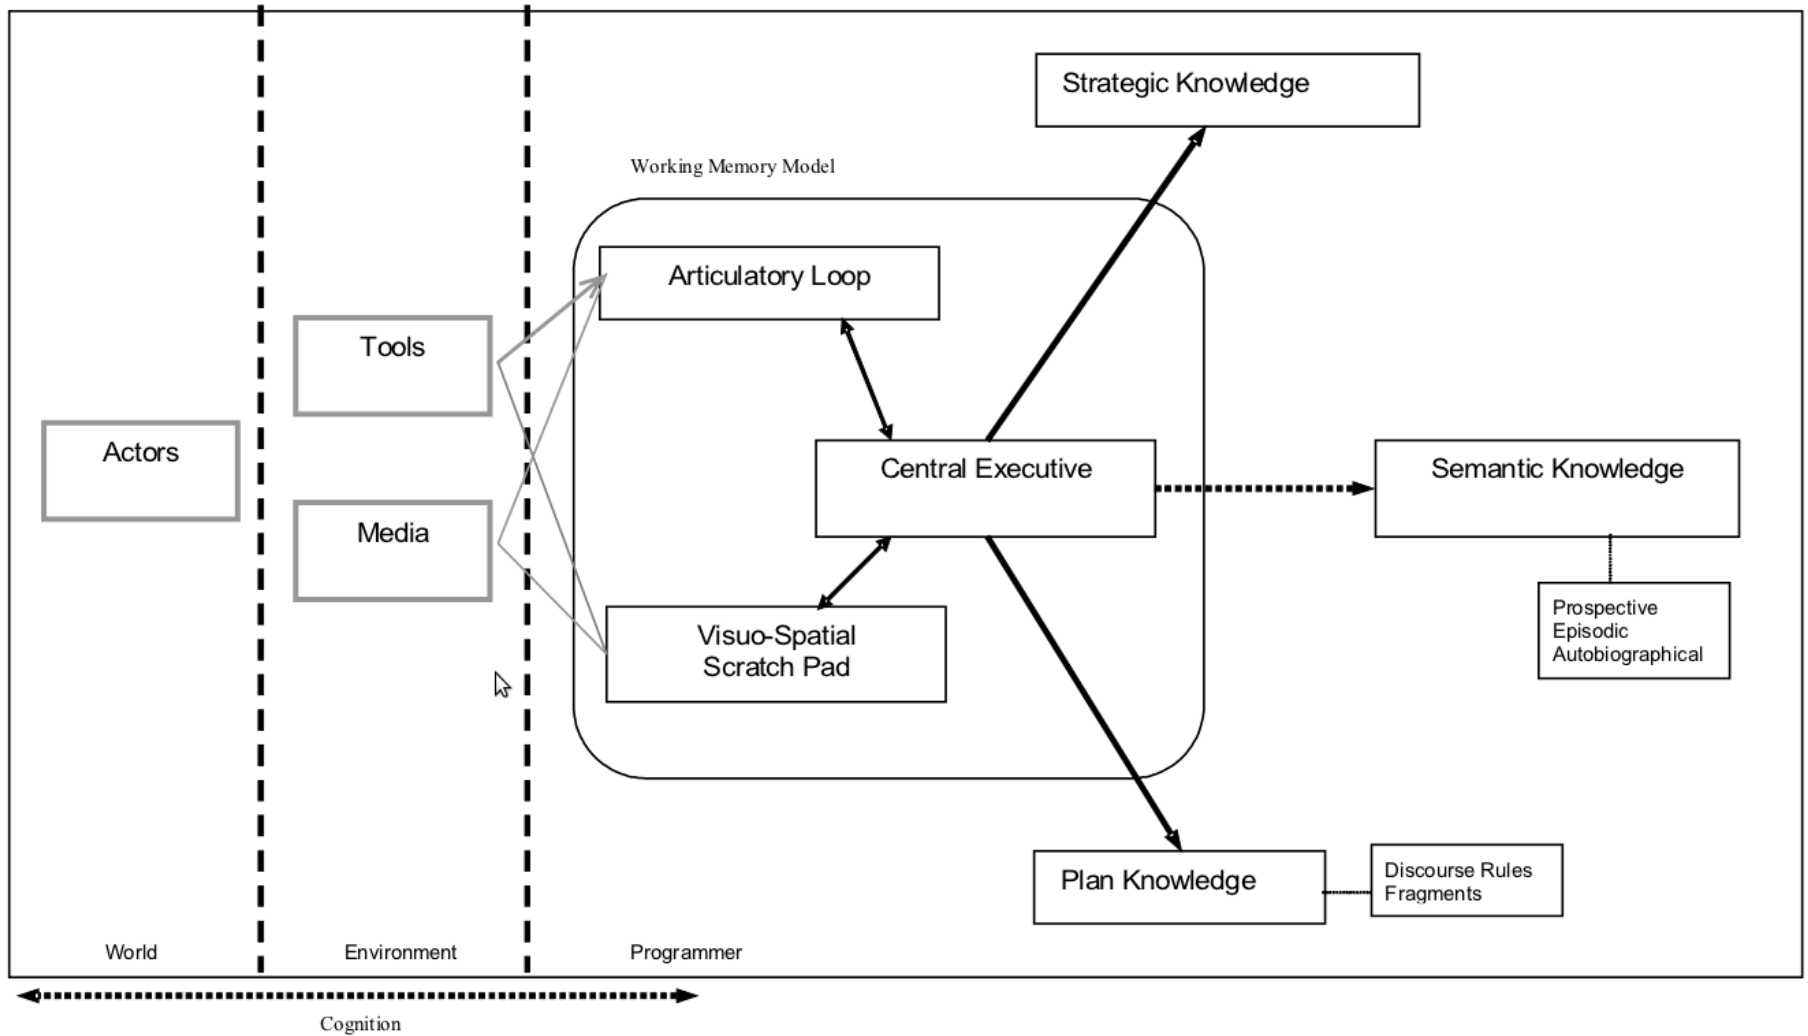 Strategic Knowledge
Working Memory Model
Articulatory Loop
Tools
Actors
Central Executive
Semantic Knowledge
Media
Prospective
Episodic
Autobiographical
Visuo-Spatial
Scratch Pad
Plan Knowledge
Discourse Rules
Fragments
World
Environment
Programmer
Cognition